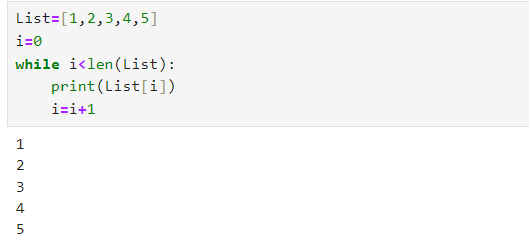 List=[1,2,3,4,5]
i=0
while i<len(List):
    print(List[i])
    i=i+1
1
2
3
4
5